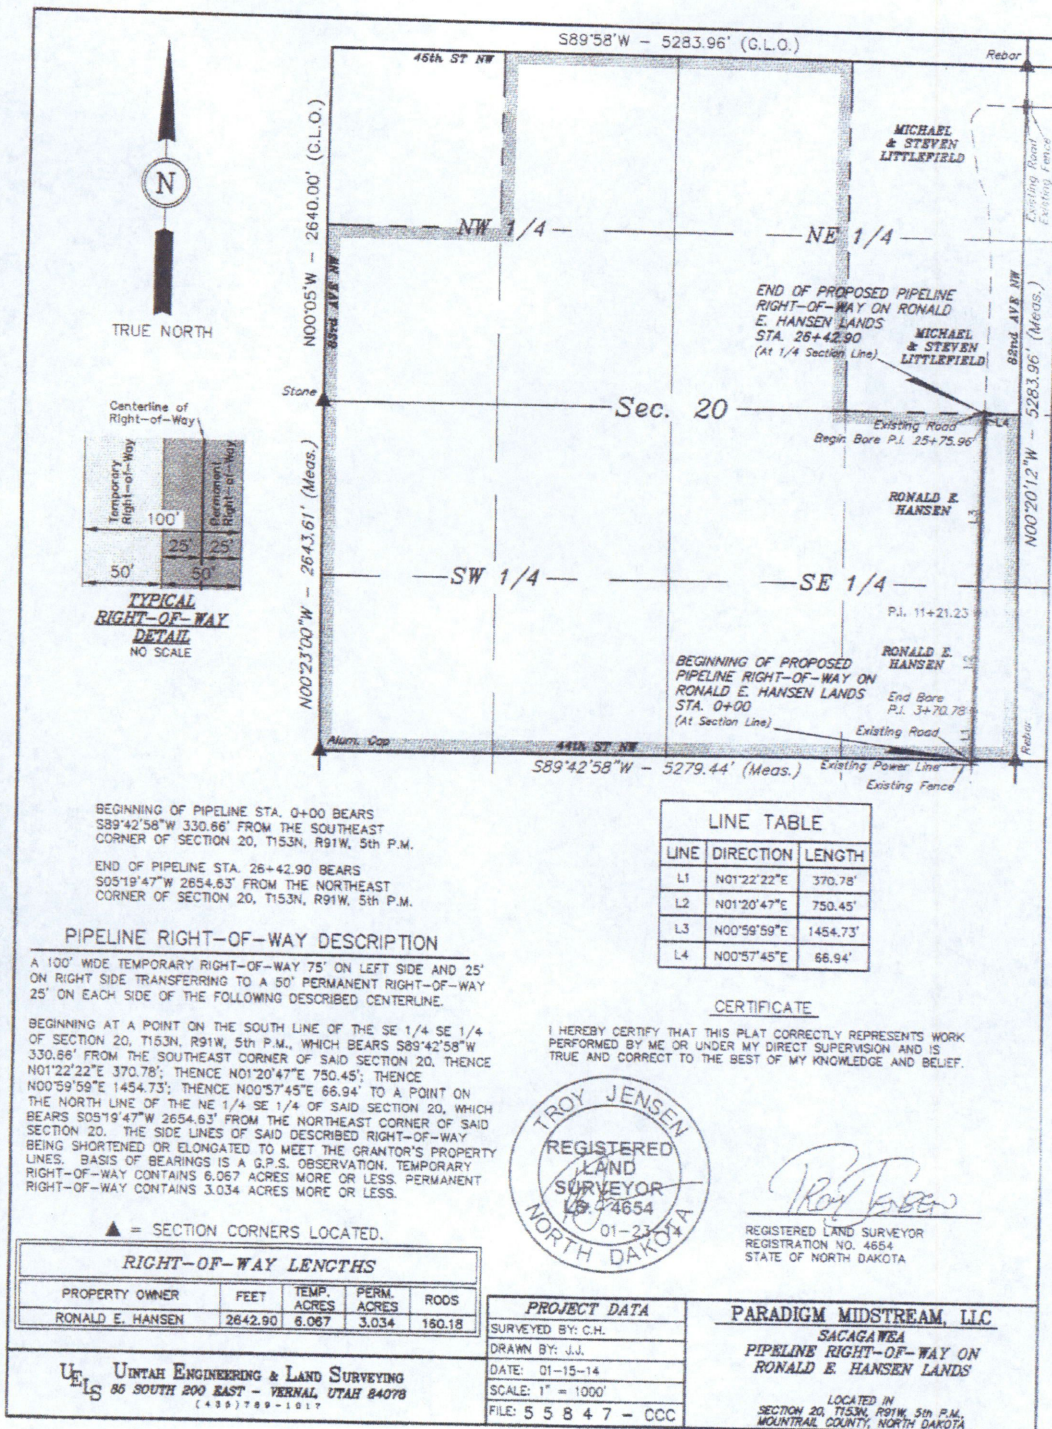 S89°58'W - 5283.96' (G.L.O.)
46th ST NW
Rebar
N00°05'W - 2640.00' (G.L.O.)
83rd AVE NW
N
TRUE NORTH
MICHAEL
& STEVEN
LITTLEFIELD
Existing Road
Existing Fence
NW 1/4
NE 1/4
END OF PROPOSED PIPELINE
RIGHT-OF-WAY ON RONALD
E. HANSEN LANDS
STA. 26+42.90
(At 1/4 Section Line)
MICHAEL
& STEVEN
LITTLEFIELD
82nd AVE NW
N00°20'12"W - 5283.96' (Meas.)
Stone
Sec. 20
Existing Road
L4
Begin Bore P.I. 25+75.96
Centerline of
Right-of-Way
Temporary
Right-of-Way
Permanent
Right-of-Way
100'
25'
25'
50'
50'
TYPICAL
RIGHT-OF-WAY
DETAIL
NO SCALE
N00°23'00"W - 2643.61' (Meas.)
RONALD E.
HANSEN
L3
SW 1/4
SE 1/4
P.I. 11+21.23
RONALD E.
HANSEN
L2
BEGINNING OF PROPOSED
PIPELINE RIGHT-OF-WAY ON
RONALD E. HANSEN LANDS
STA. 0+00
(At Section Line)
End Bore
P.I. 3+70.78
L1
Existing Road
Rebar
Alum. Cap
44th ST NW
S89°42'58"W - 5279.44' (Meas.)
Existing Power Line
Existing Fence
BEGINNING OF PIPELINE STA. 0+00 BEARS
S89°42'58"W 330.66' FROM THE SOUTHEAST
CORNER OF SECTION 20, T153N, R91W, 5th P.M.
END OF PIPELINE STA. 26+42.90 BEARS
S05°19'47"W 2654.63' FROM THE NORTHEAST
CORNER OF SECTION 20, T153N, R91W, 5th P.M.
LINE TABLE
LINE DIRECTION LENGTH
L1 N01°22'22"E 370.78'
L2 N01°20'47"E 750.45'
L3 N00°59'59"E 1454.73'
L4 N00°57'45"E 66.94'
PIPELINE RIGHT-OF-WAY DESCRIPTION
A 100' WIDE TEMPORARY RIGHT-OF-WAY 75' ON LEFT SIDE AND 25'
ON RIGHT SIDE TRANSFERRING TO A 50' PERMANENT RIGHT-OF-WAY
25' ON EACH SIDE OF THE FOLLOWING DESCRIBED CENTERLINE.
BEGINNING AT A POINT ON THE SOUTH LINE OF THE SE 1/4 SE 1/4
OF SECTION 20, T153N, R91W, 5th P.M., WHICH BEARS S89°42'58"W
330.66' FROM THE SOUTHEAST CORNER OF SAID SECTION 20, THENCE
N01°22'22"E 370.78'; THENCE N01°20'47"E 750.45'; THENCE
N00°59'59"E 1454.73'; THENCE N00°57'45"E 66.94' TO A POINT ON
THE NORTH LINE OF THE NE 1/4 SE 1/4 OF SAID SECTION 20, WHICH
BEARS S05°19'47"W 2654.63' FROM THE NORTHEAST CORNER OF SAID
SECTION 20. THE SIDE LINES OF SAID DESCRIBED RIGHT-OF-WAY
BEING SHORTENED OR ELONGATED TO MEET THE GRANTOR'S PROPERTY
LINES. BASIS OF BEARINGS IS A G.P.S. OBSERVATION. TEMPORARY
RIGHT-OF-WAY CONTAINS 6.067 ACRES MORE OR LESS. PERMANENT
RIGHT-OF-WAY CONTAINS 3.034 ACRES MORE OR LESS.
CERTIFICATE
I HEREBY CERTIFY THAT THIS PLAT CORRECTLY REPRESENTS WORK
PERFORMED BY ME OR UNDER MY DIRECT SUPERVISION AND IS
TRUE AND CORRECT TO THE BEST OF MY KNOWLEDGE AND BELIEF.
TROY JENSEN
REGISTERED
LAND
SURVEYOR
LS-4654
01-23-14
NORTH DAKOTA
Troy Jensen
REGISTERED LAND SURVEYOR
REGISTRATION NO. 4654
STATE OF NORTH DAKOTA
▲ = SECTION CORNERS LOCATED.
RIGHT-OF-WAY LENGTHS
PROPERTY OWNER FEET TEMP. ACRES PERM. ACRES RODS
RONALD E. HANSEN 2642.90 6.067 3.034 160.18
UELS UINTAH ENGINEERING & LAND SURVEYING
85 SOUTH 200 EAST - VERNAL, UTAH 84078
(435)789-1017
PROJECT DATA
SURVEYED BY: C.H.
DRAWN BY: J.J.
DATE: 01-15-14
SCALE: 1" = 1000'
FILE: 5 5 8 4 7 - CCC
PARADIGM MIDSTREAM, LLC
SACAGAWEA
PIPELINE RIGHT-OF-WAY ON
RONALD E. HANSEN LANDS
LOCATED IN
SECTION 20, T153N, R91W, 5th P.M.,
MOUNTRAIL COUNTY, NORTH DAKOTA